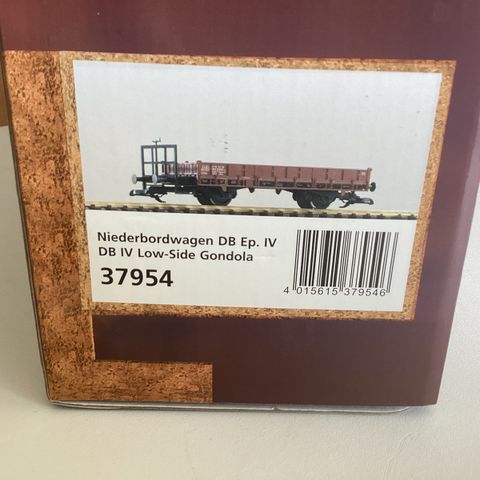 Niederbordwagen DB Ep. IV
DB IV Low-Side Gondola
37954
4 015615 379546